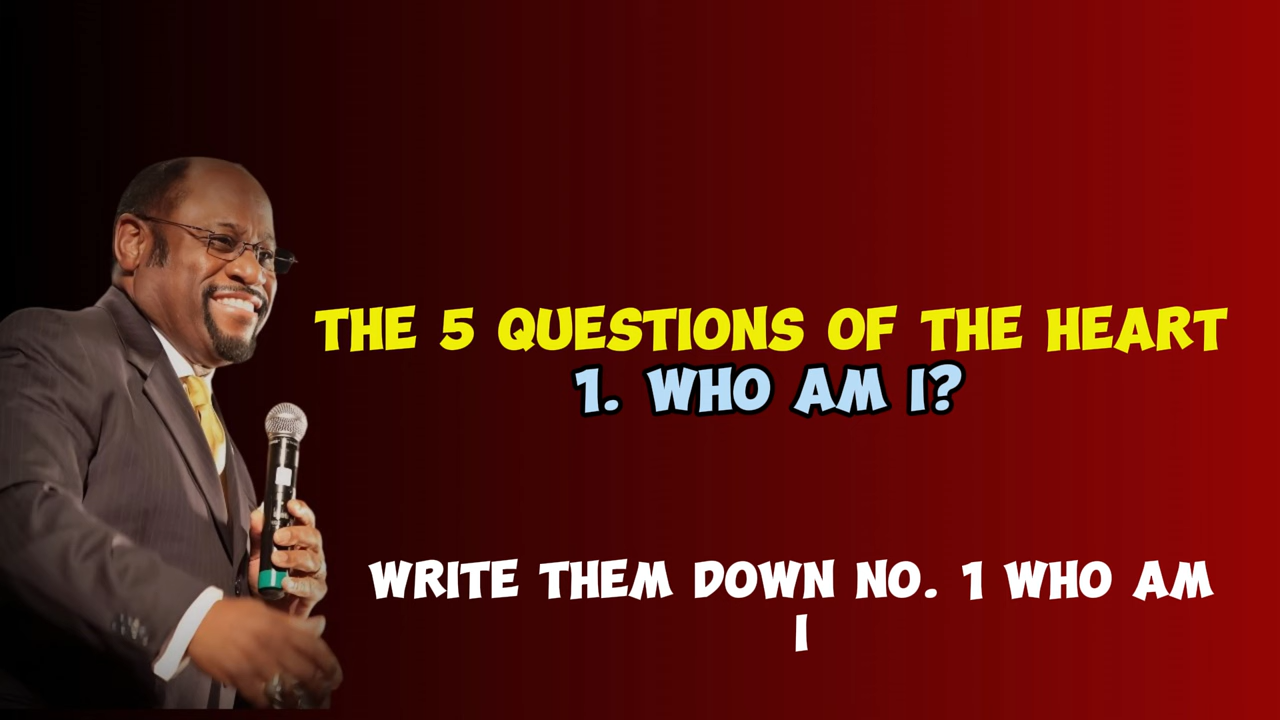 THE 5 QUESTIONS OF THE HEART
1. WHO AM I?
WRITE THEM DOWN NO. 1 WHO AM
I